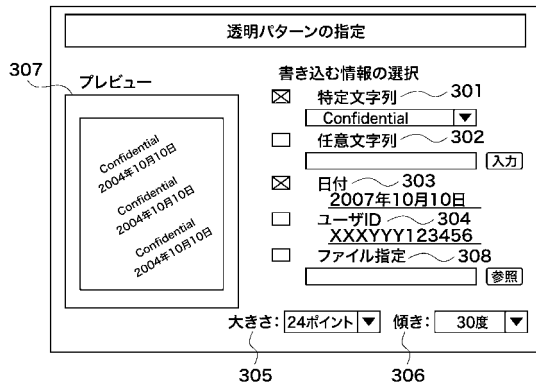 透明パターンの指定
307
プレビュー
Confidential
2004年10月10日
Confidential
2004年10月10日
Confidential
2004年10月10日
書き込む情報の選択
特定文字列 301
Confidential ▼
任意文字列 302
入力
日付 303
2007年10月10日
ユーザID 304
XXXYYY123456
ファイル指定 308
参照
大きさ: 24ポイント ▼ 傾き: 30度 ▼
305 306